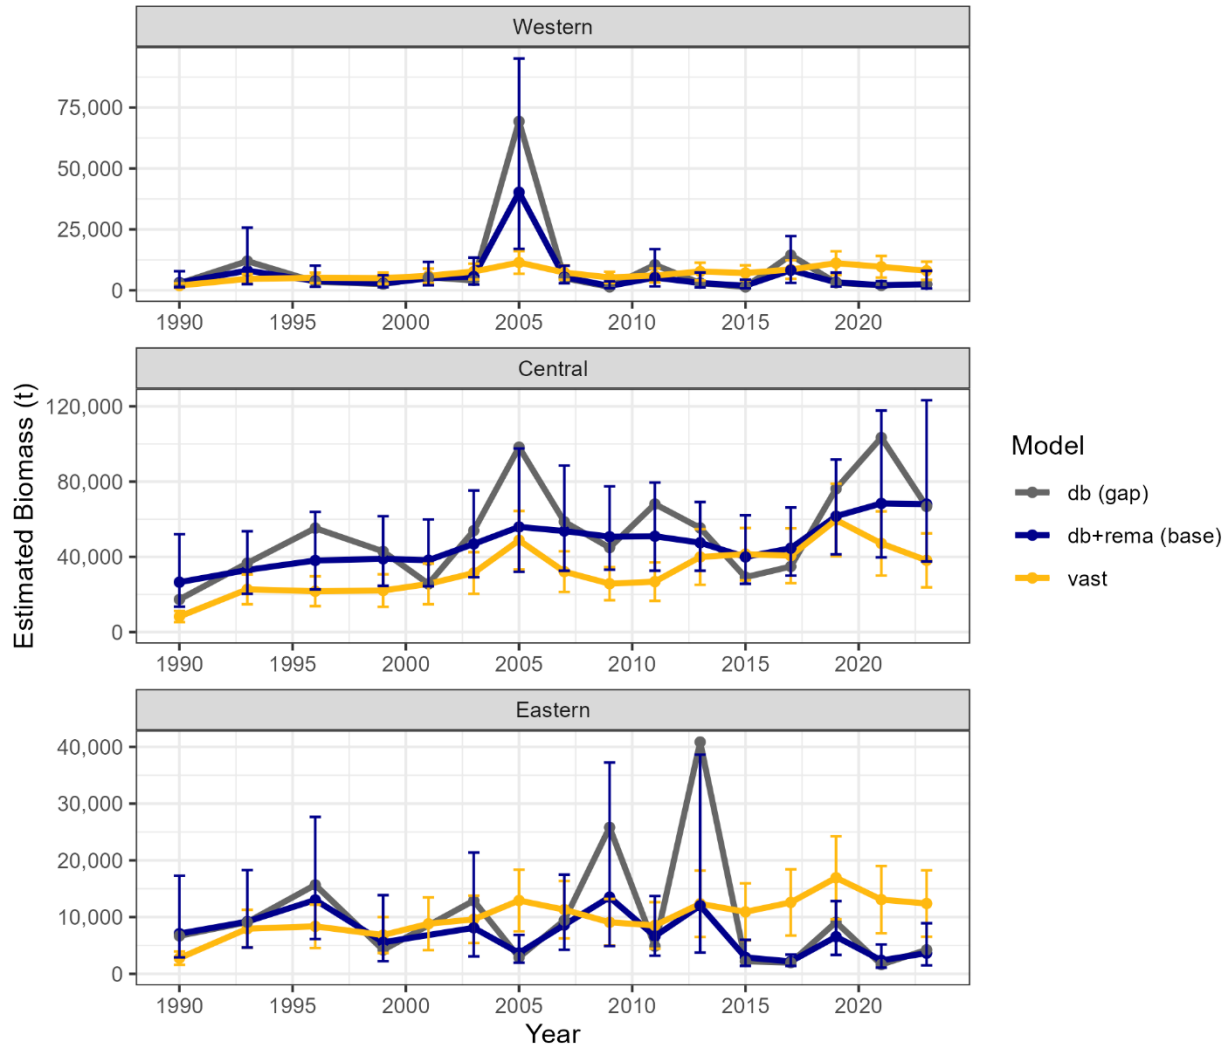 Western
75,000
50,000
25,000
0
1990 1995 2000 2005 2010 2015 2020
Central
120,000
80,000
40,000
0
1990 1995 2000 2005 2010 2015 2020
Eastern
40,000
30,000
20,000
10,000
0
1990 1995 2000 2005 2010 2015 2020
Year
Estimated Biomass (t)
Model
db (gap)
db+rema (base)
vast